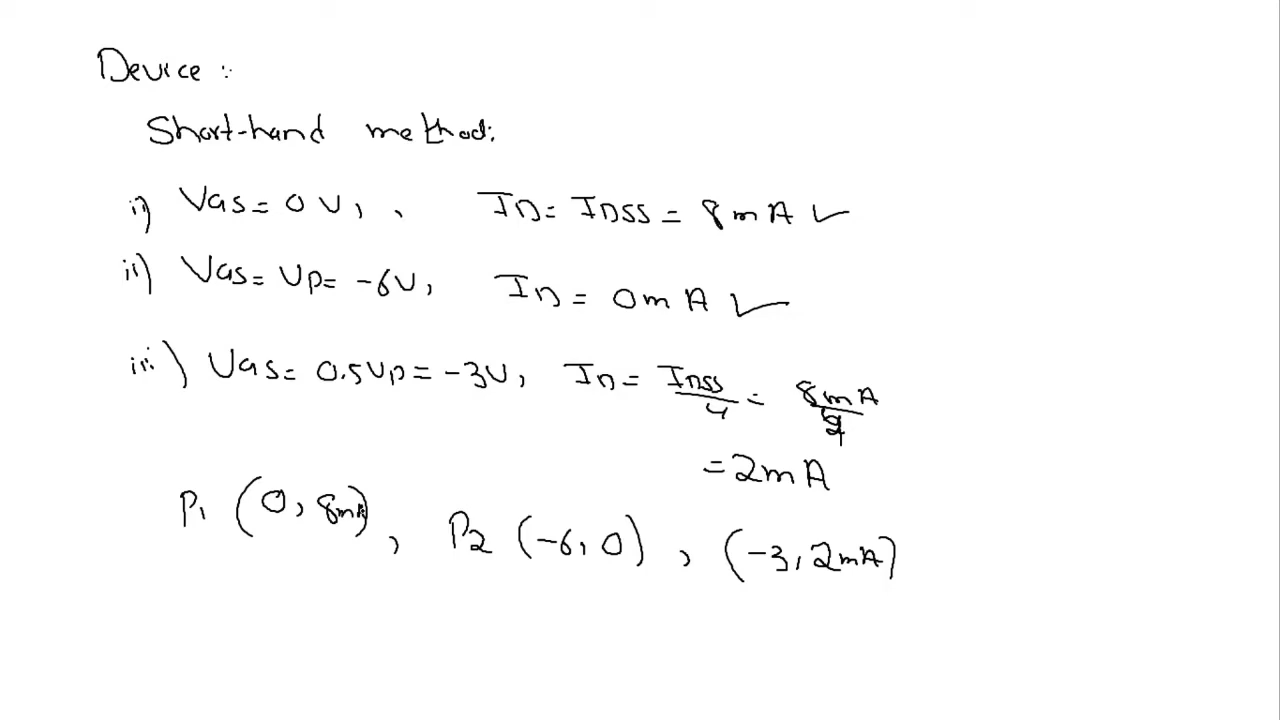 Device :
Short-hand method:
i) VGS = 0 V, , ID = IDSS = 8 mA ✓
ii) VGS = VP = -6V, ID = 0 mA ✓
iii) VGS = 0.5VP = -3V, ID = IDSS/4 = 8mA/4
= 2mA
P1 (0, 8mA), P2 (-6, 0), (-3, 2mA)